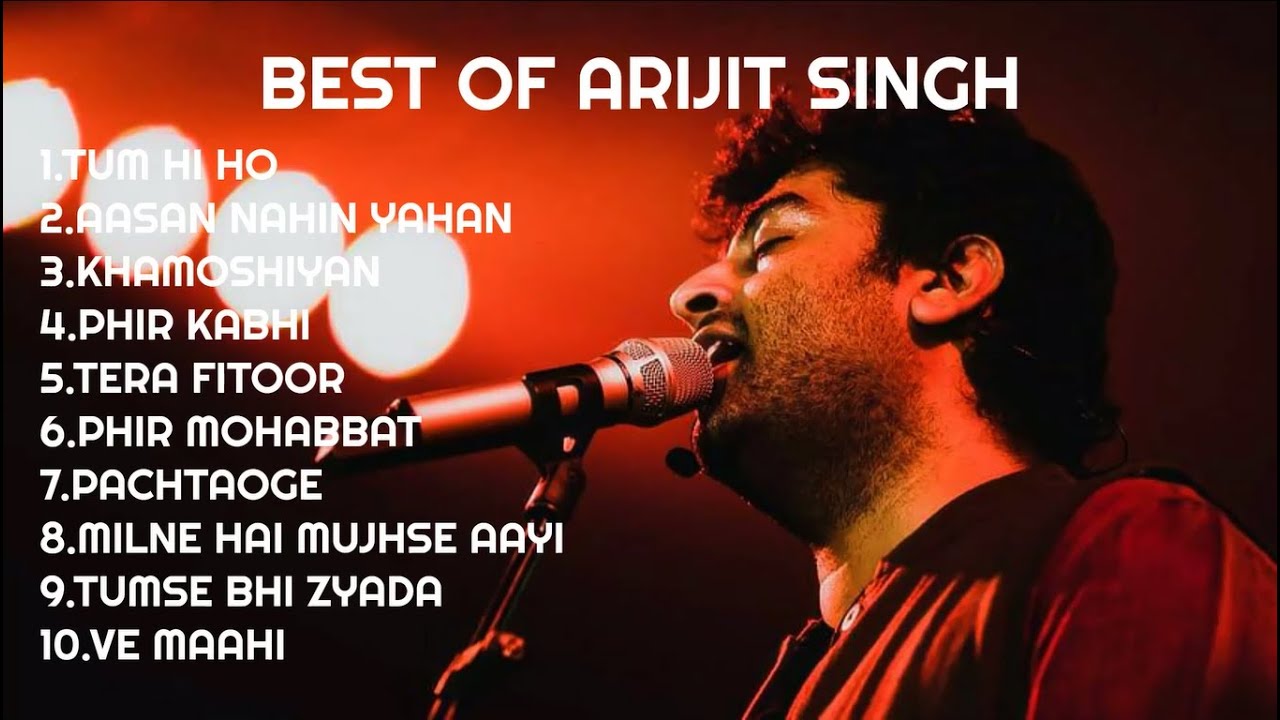 BEST OF ARIJIT SINGH
1.TUM HI HO
2.AASAN NAHIN YAHAN
3.KHAMOSHIYAN
4.PHIR KABHI
5.TERA FITOOR
6.PHIR MOHABBAT
7.PACHTAOGE
8.MILNE HAI MUJHSE AAYI
9.TUMSE BHI ZYADA
10.VE MAAHI